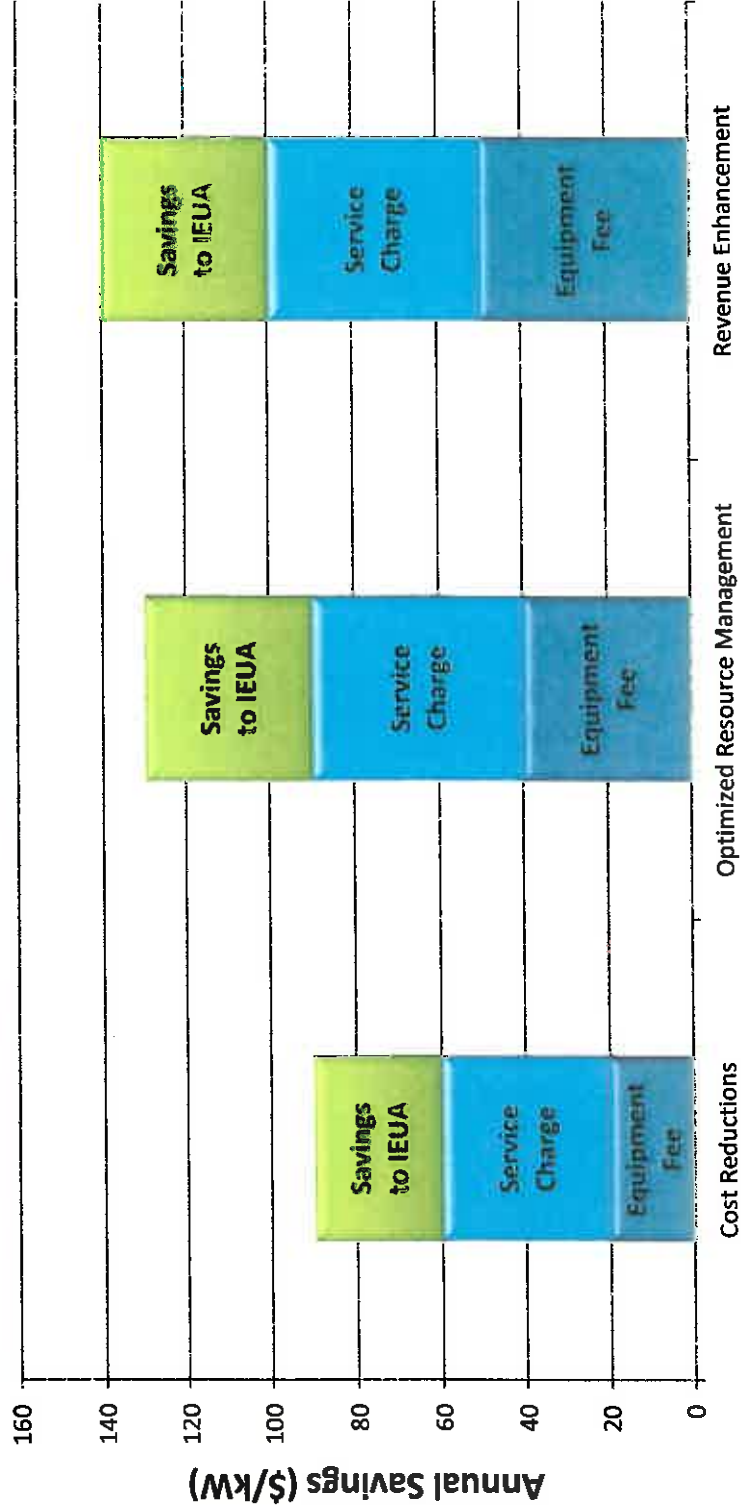 Annual Savings ($/kW)
160
140
120
100
80
60
40
20
0
Savings
to IEUA
Service
Charge
Equipment
Fee
Savings
to IEUA
Service
Charge
Equipment
Fee
Savings
to IEUA
Service
Charge
Equipment
Fee
Cost Reductions
Optimized Resource Management
Revenue Enhancement